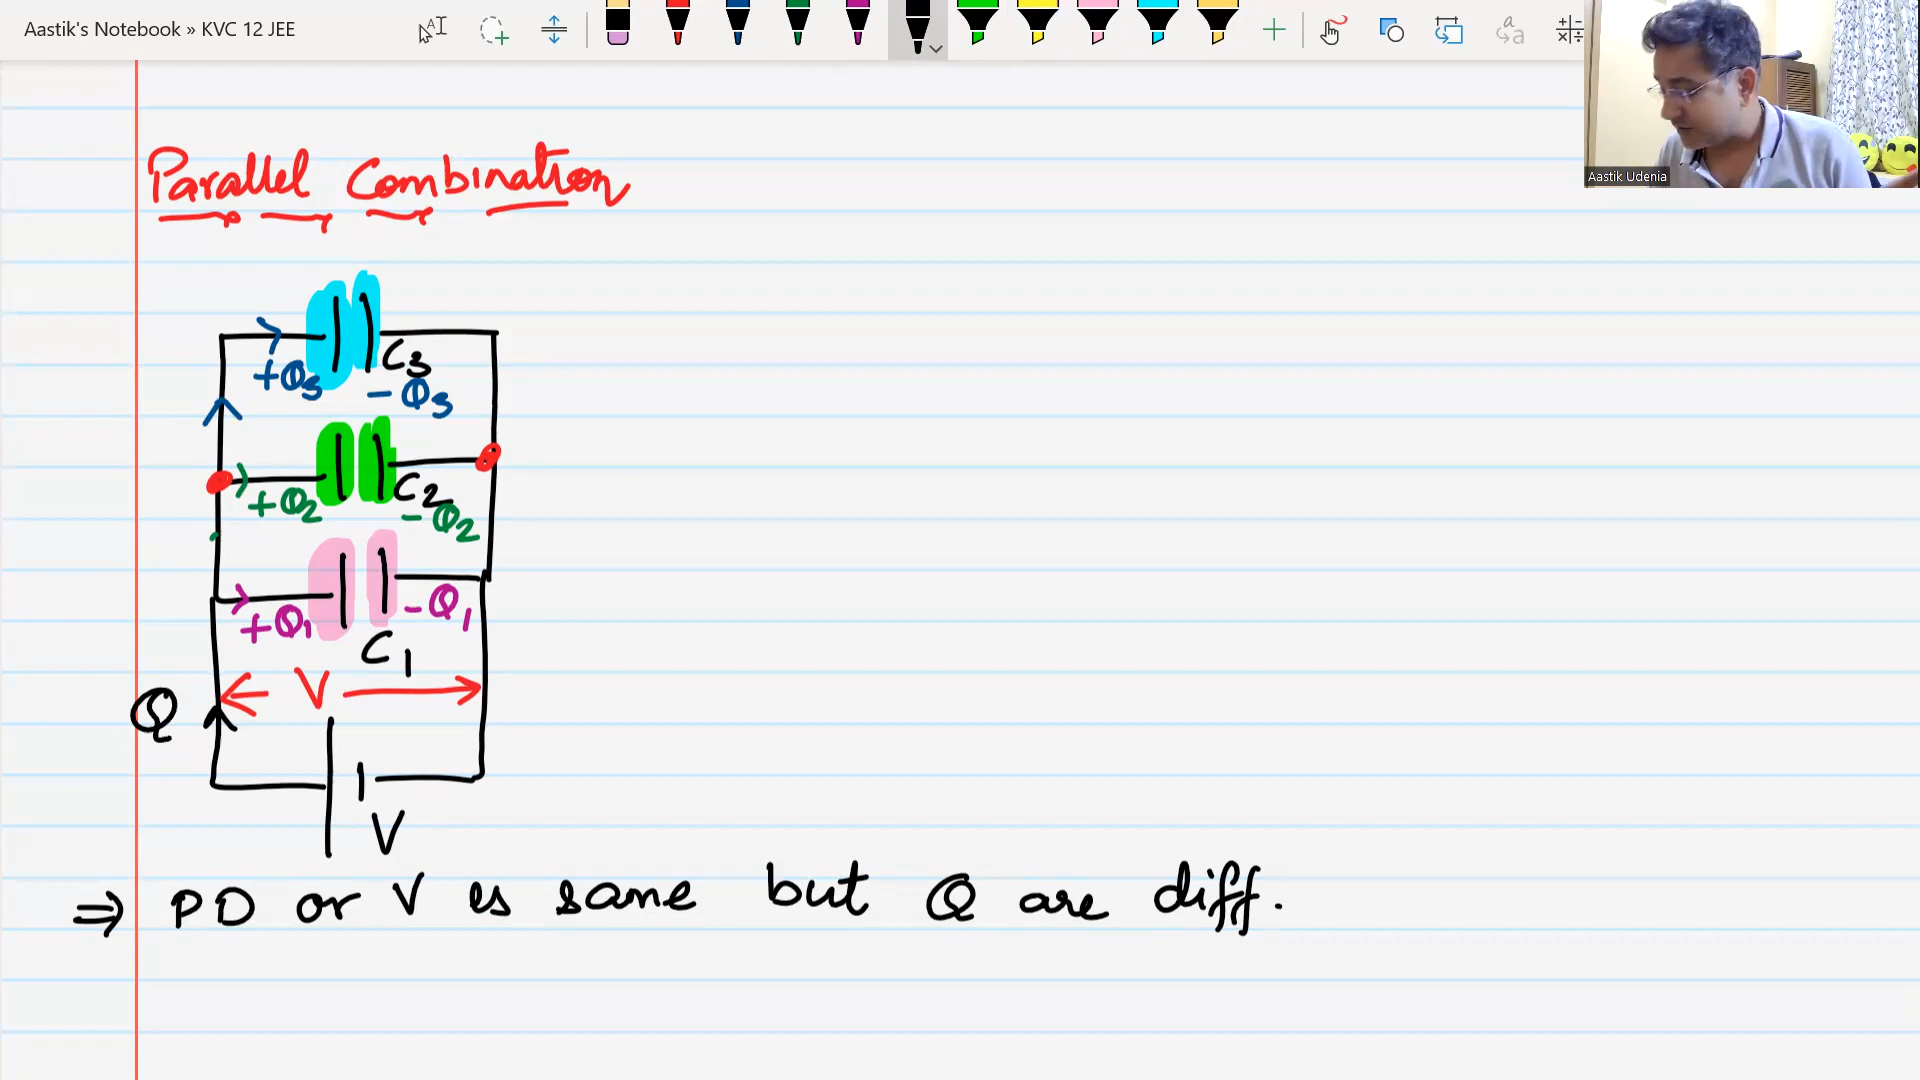 Aastik's Notebook » KVC 12 JEE
Aastik Udenia
Parallel Combination
C3
+Q3
-Q3
C2
+Q2
-Q2
+Q1
-Q1
C1
V
Q
V
⇒ PD or V is same but Q are diff.